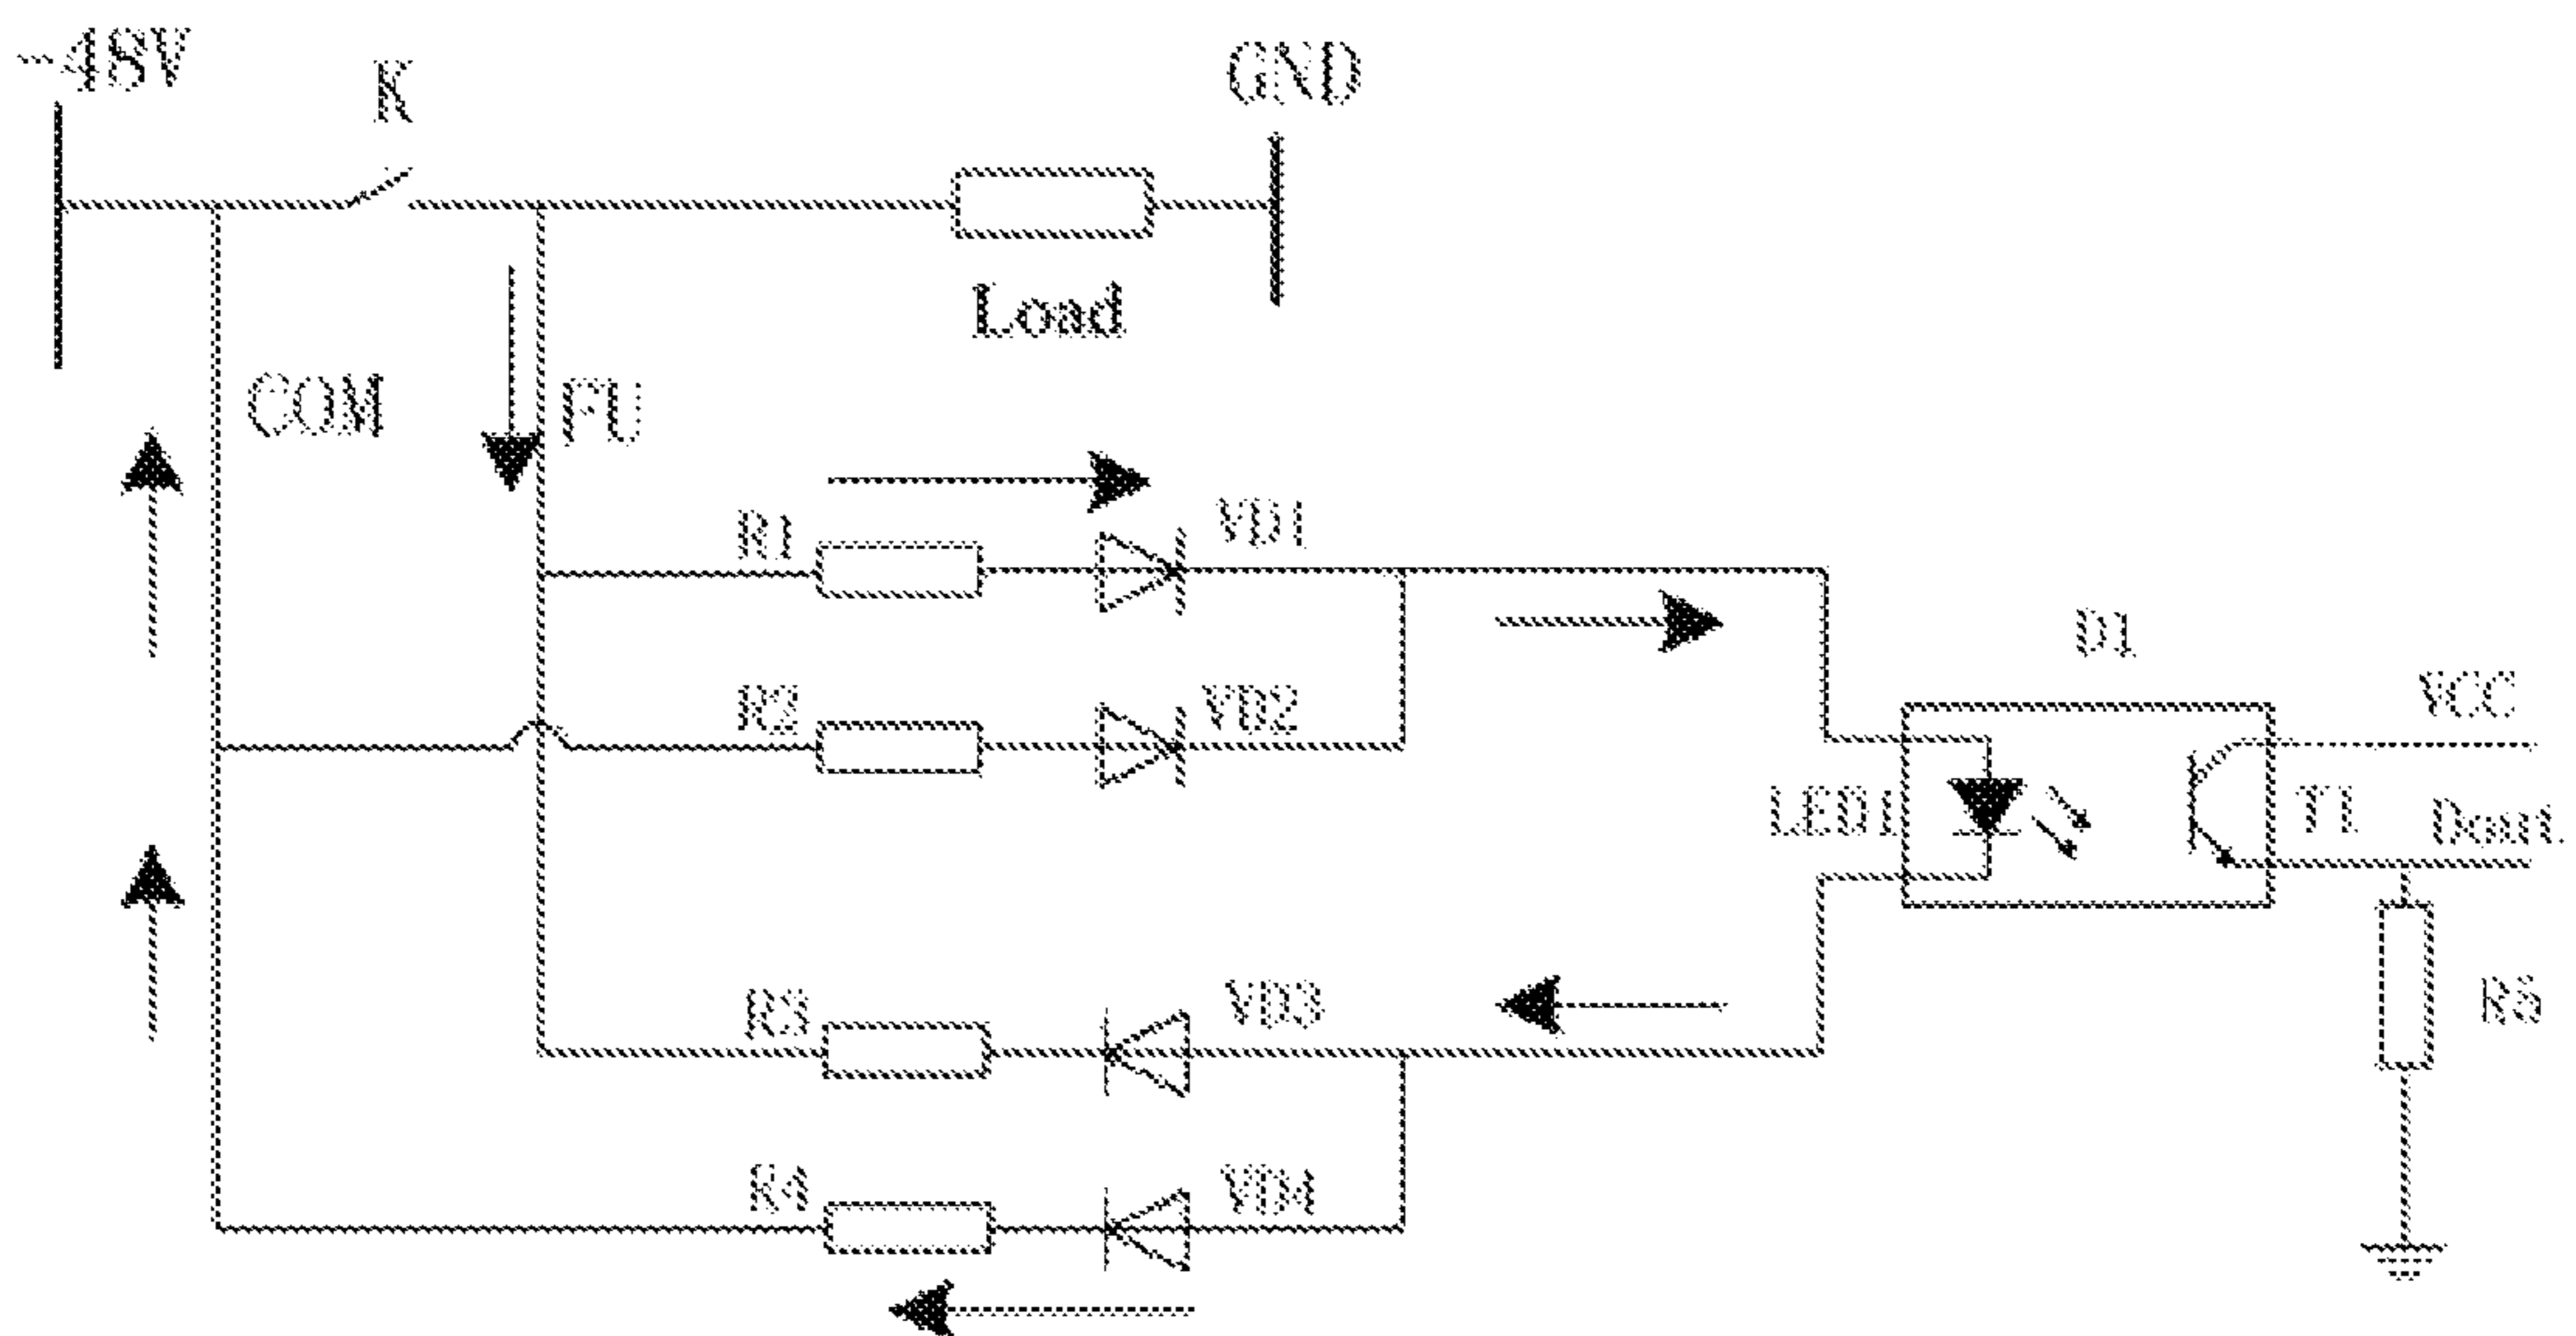 -48V
K
GND
Load
COM
FU
R1
VD1
R2
VD2
D1
VCC
LED1
T1
Dout
R3
VD3
R5
R4
VD4